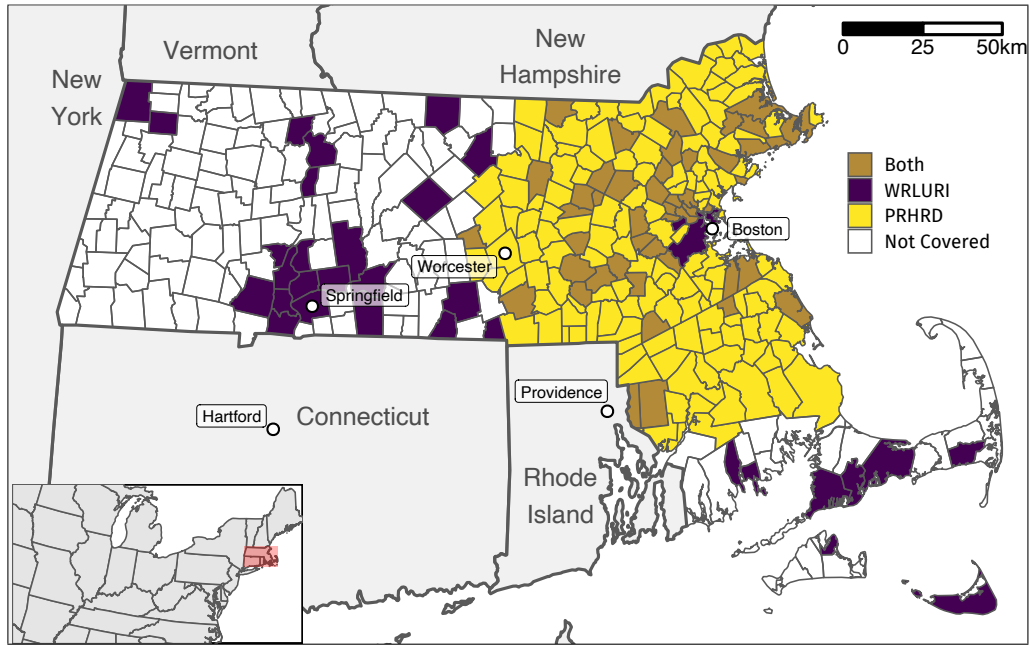 Vermont
New
Hampshire
New
York
0 25 50km
Both
WRLURI
PRHRD
Not Covered
Boston
Worcester
Springfield
Providence
Hartford
Connecticut
Rhode
Island